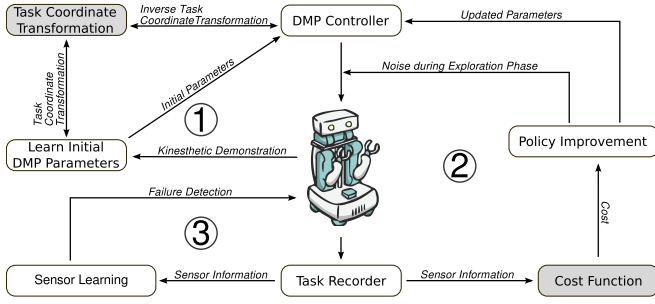 Task Coordinate
Transformation
Inverse Task
CoordinateTransformation
DMP Controller
Updated Parameters
Noise during Exploration Phase
Task
Coordinate
Transformation
Initial Parameters
1
Learn Initial
DMP Parameters
Kinesthetic Demonstration
2
Policy Improvement
Failure Detection
3
Cost
Sensor Learning
Sensor Information
Task Recorder
Sensor Information
Cost Function